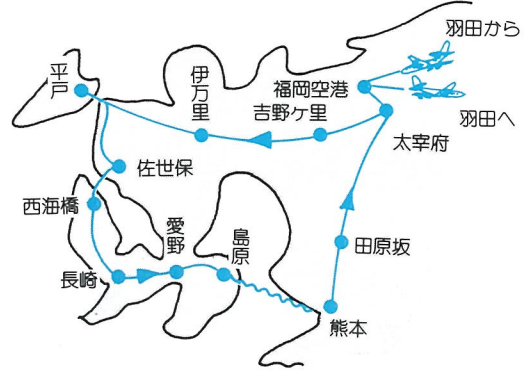 羽田から
平戸
伊万里
福岡空港
吉野ヶ里
羽田へ
太宰府
佐世保
西海橋
愛野
島原
田原坂
長崎
熊本